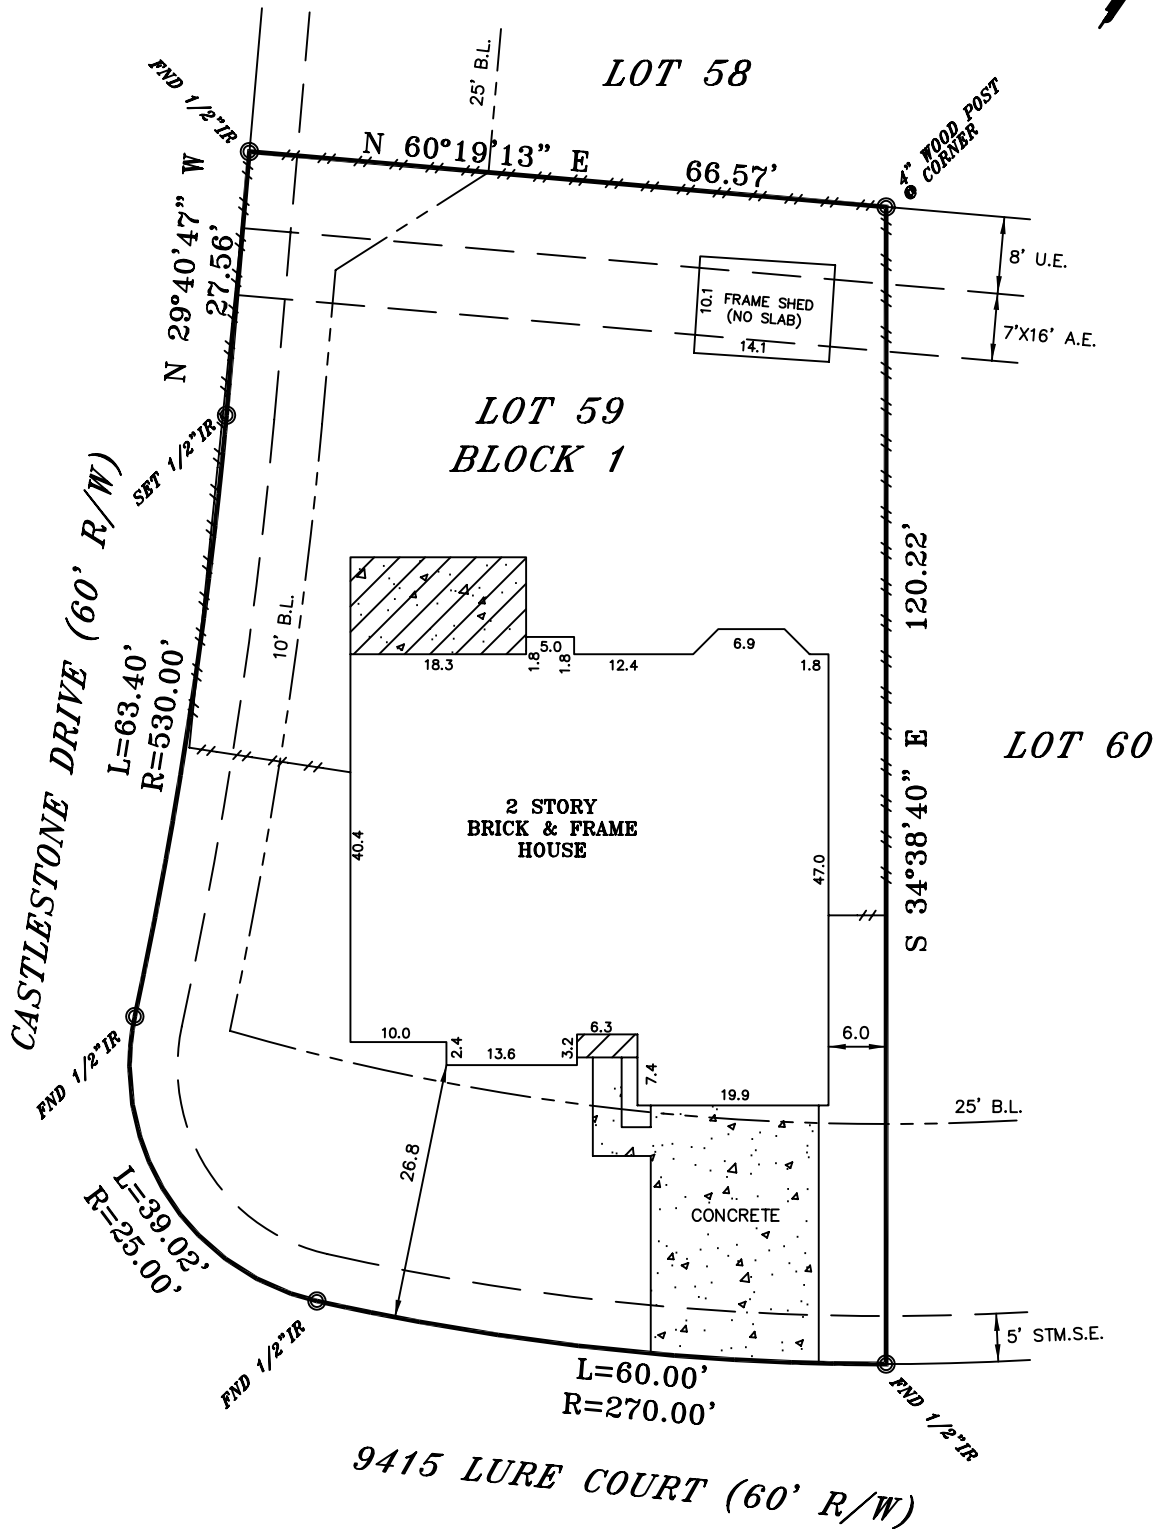 LOT 58
25' B.L.
FND 1/2"IR
N 60°19'13" E 66.57'
4" WOOD POST
CORNER
N 29°40'47" W
27.56'
8' U.E.
7'X16' A.E.
10.1
FRAME SHED
(NO SLAB)
14.1
SET 1/2"IR
LOT 59
BLOCK 1
CASTLESTONE DRIVE (60' R/W)
L=63.40'
R=530.00'
10' B.L.
S 34°38'40" E 120.22'
LOT 60
18.3
1.8
5.0
1.8
12.4
6.9
1.8
2 STORY
BRICK & FRAME
HOUSE
40.4
47.0
10.0
2.4
13.6
3.2
6.3
7.4
19.9
6.0
25' B.L.
26.8
CONCRETE
FND 1/2"IR
L=39.02'
R=25.00'
FND 1/2"IR
5' STM.S.E.
L=60.00'
R=270.00'
FND 1/2"IR
9415 LURE COURT (60' R/W)